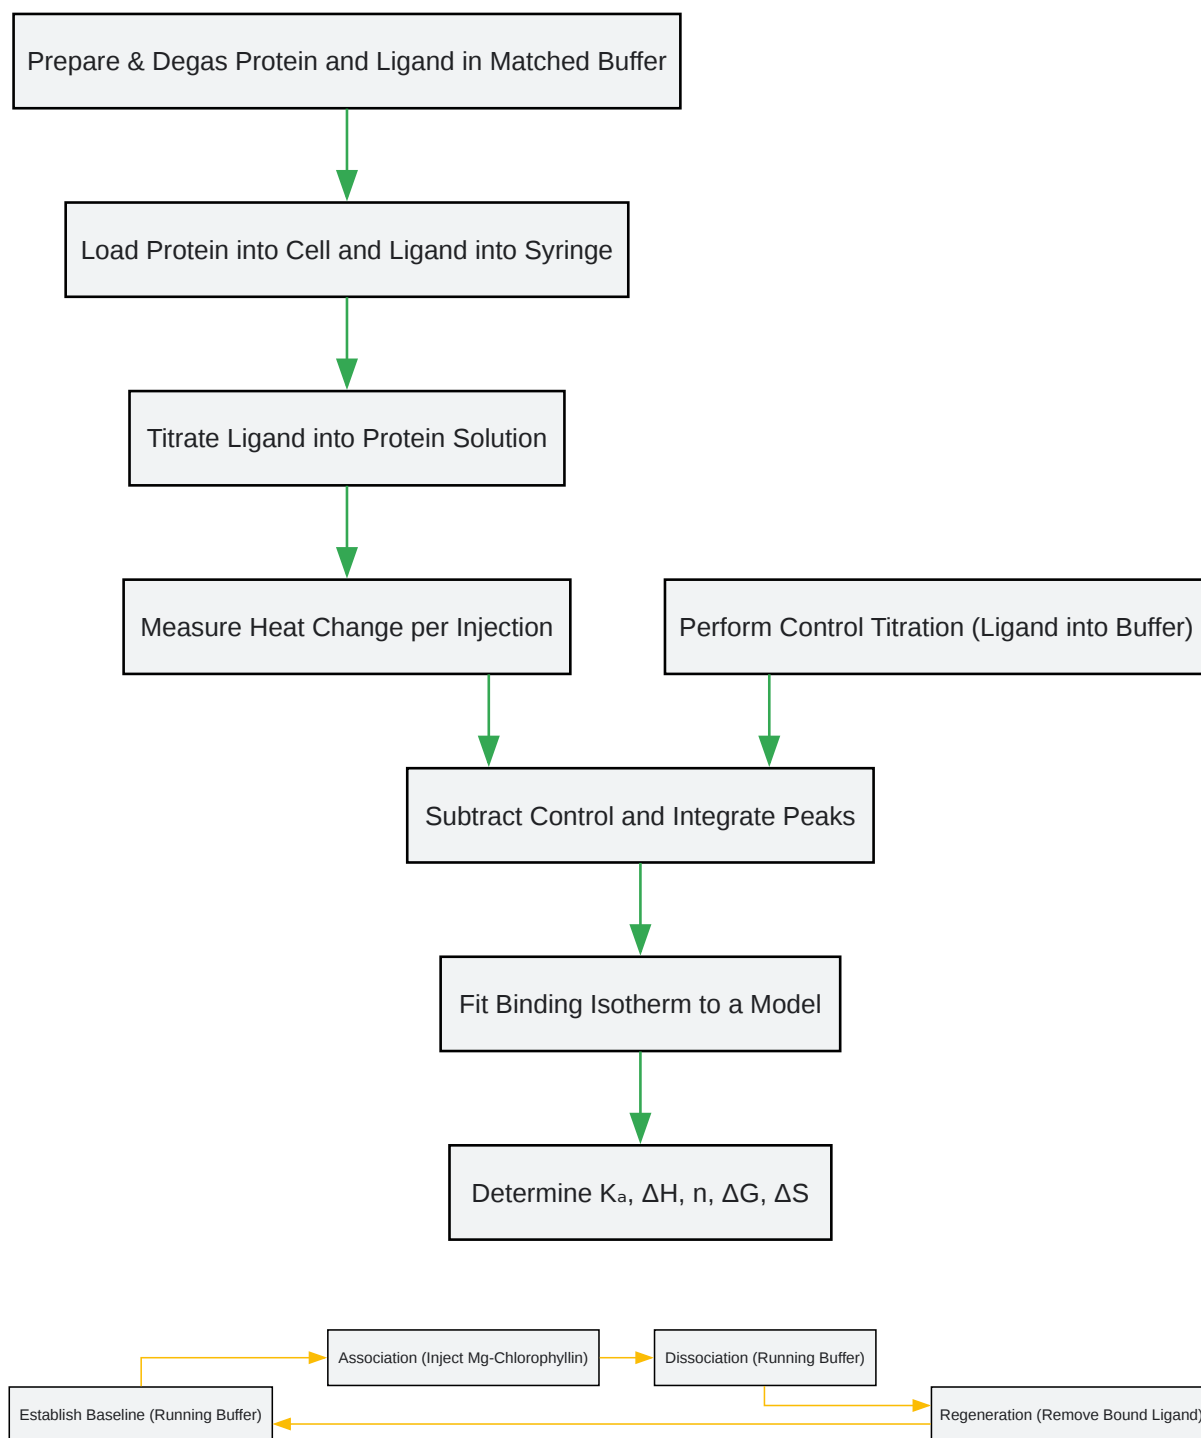 Prepare & Degas Protein and Ligand in Matched Buffer
Load Protein into Cell and Ligand into Syringe
Titrate Ligand into Protein Solution
Measure Heat Change per Injection
Perform Control Titration (Ligand into Buffer)
Subtract Control and Integrate Peaks
Fit Binding Isotherm to a Model
Determine Kₐ, ΔH, n, ΔG, ΔS
Association (Inject Mg-Chlorophyllin)
Dissociation (Running Buffer)
Establish Baseline (Running Buffer)
Regeneration (Remove Bound Ligand)